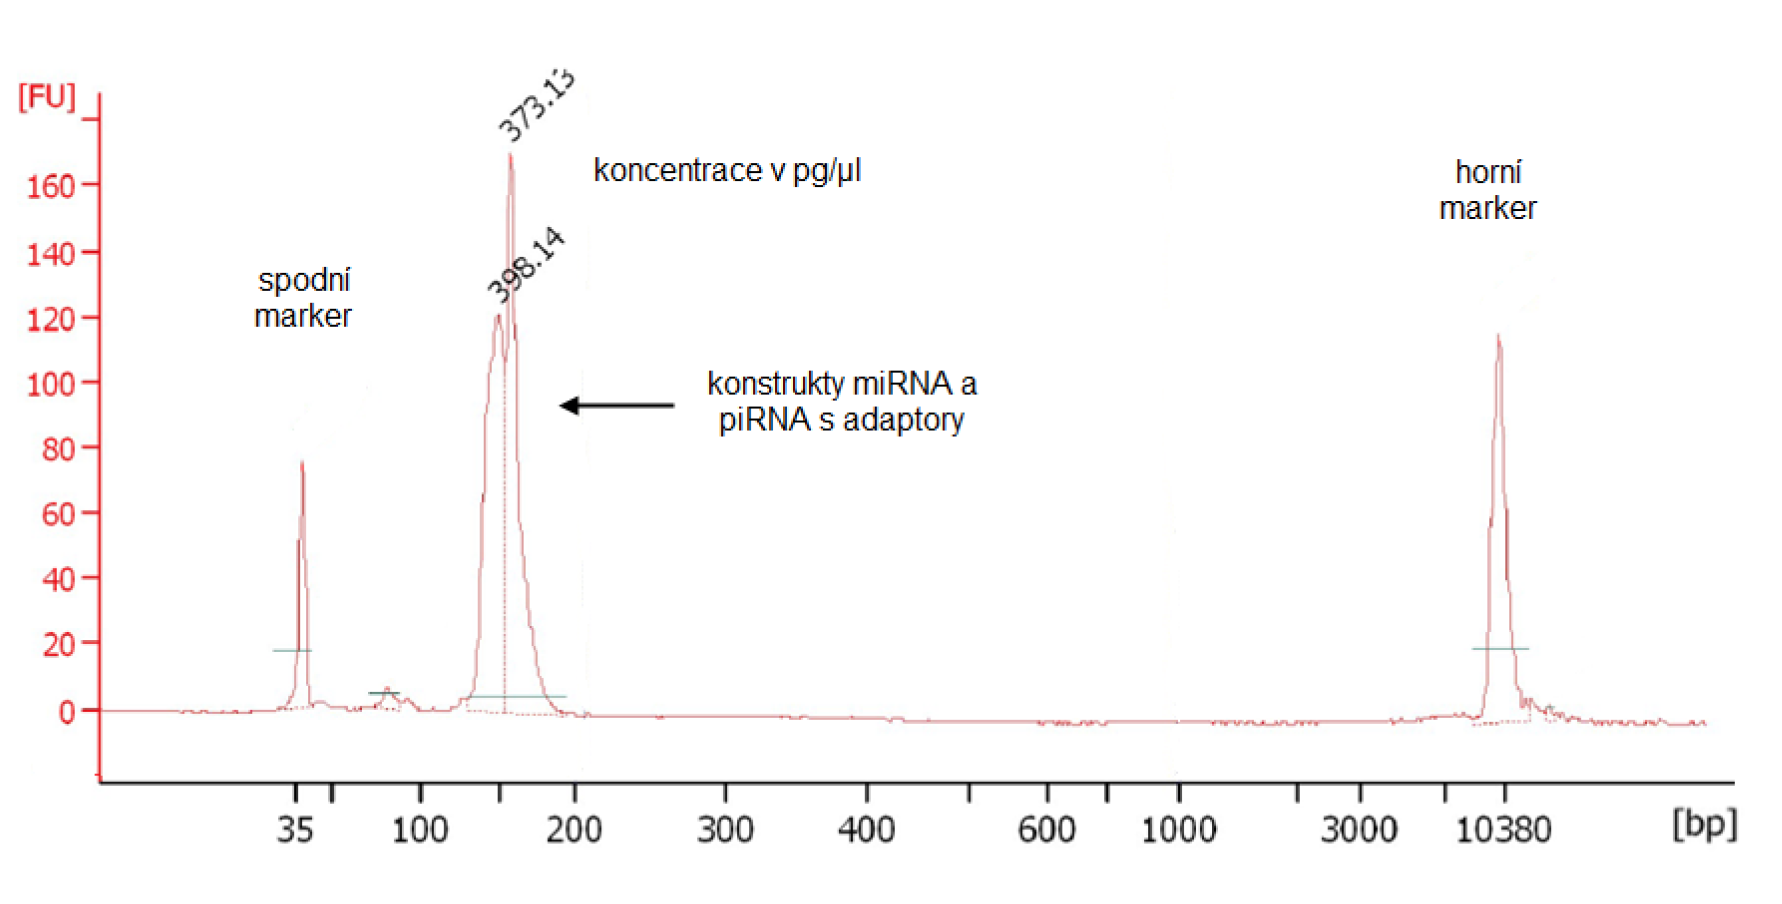 [FU]
373.13
koncentrace v pg/µl
horní
marker
160
140
398.14
spodní
marker
120
100
konstrukty miRNA a
piRNA s adaptory
80
60
40
20
0
35 100 200 300 400 600 1000 3000 10380 [bp]